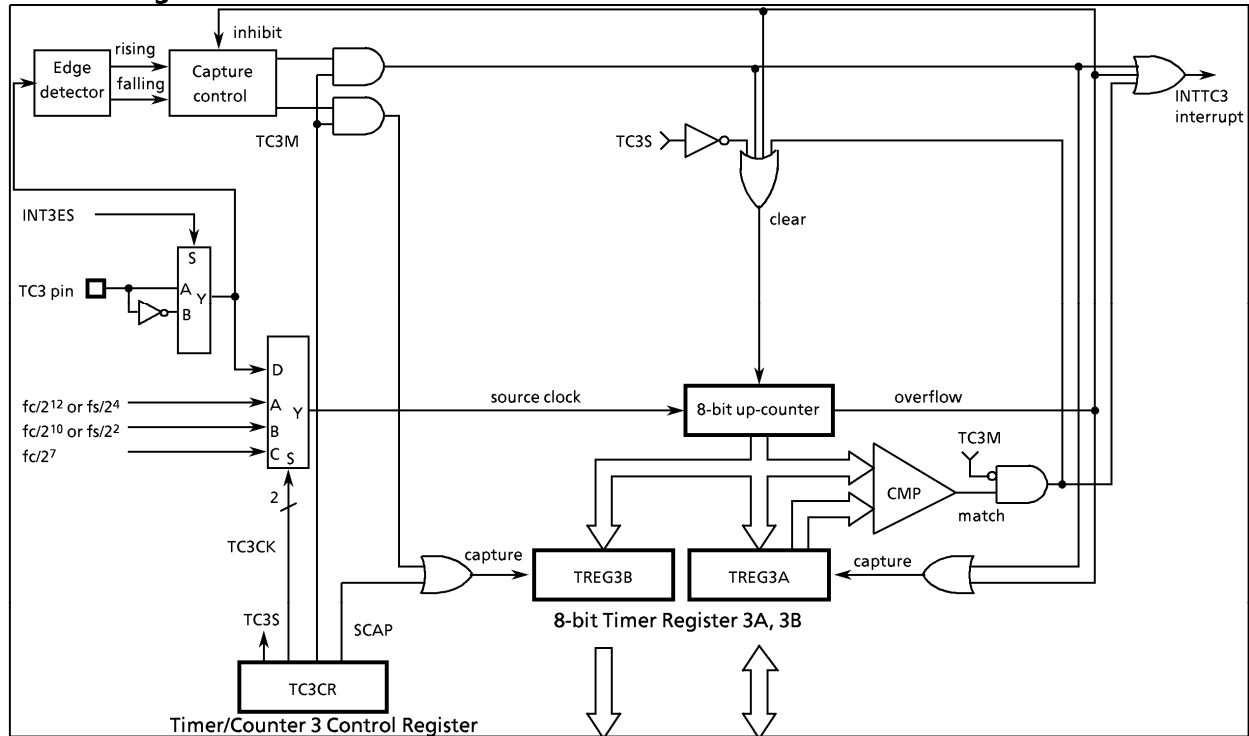 inhibit
rising
Edge
detector
falling
Capture
control
TC3M
TC3S
INTTC3
interrupt
clear
INT3ES
S
TC3 pin
A
Y
B
D
fc/2¹² or fs/2⁴
A
Y
source clock
8-bit up-counter
overflow
fc/2¹⁰ or fs/2²
B
fc/2⁷
C S
TC3M
CMP
match
2
TC3CK
capture
TREG3B
TREG3A
capture
8-bit Timer Register 3A, 3B
TC3S
SCAP
TC3CR
Timer/Counter 3 Control Register